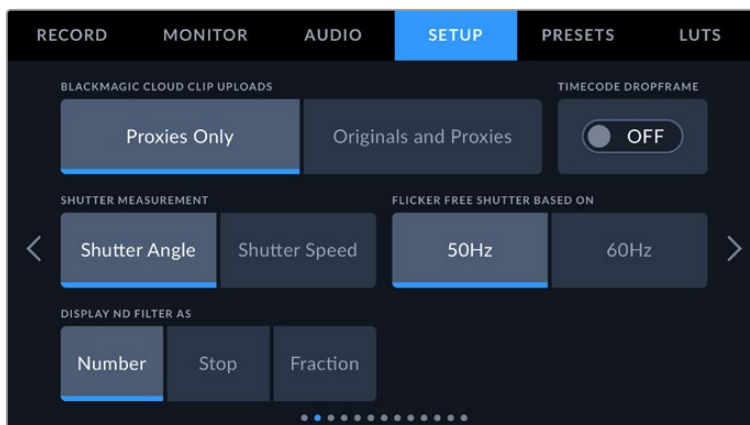 RECORD MONITOR AUDIO SETUP PRESETS LUTS
BLACKMAGIC CLOUD CLIP UPLOADS TIMECODE DROPFRAME
Proxies Only Originals and Proxies OFF
SHUTTER MEASUREMENT FLICKER FREE SHUTTER BASED ON
Shutter Angle Shutter Speed 50Hz 60Hz
DISPLAY ND FILTER AS
Number Stop Fraction